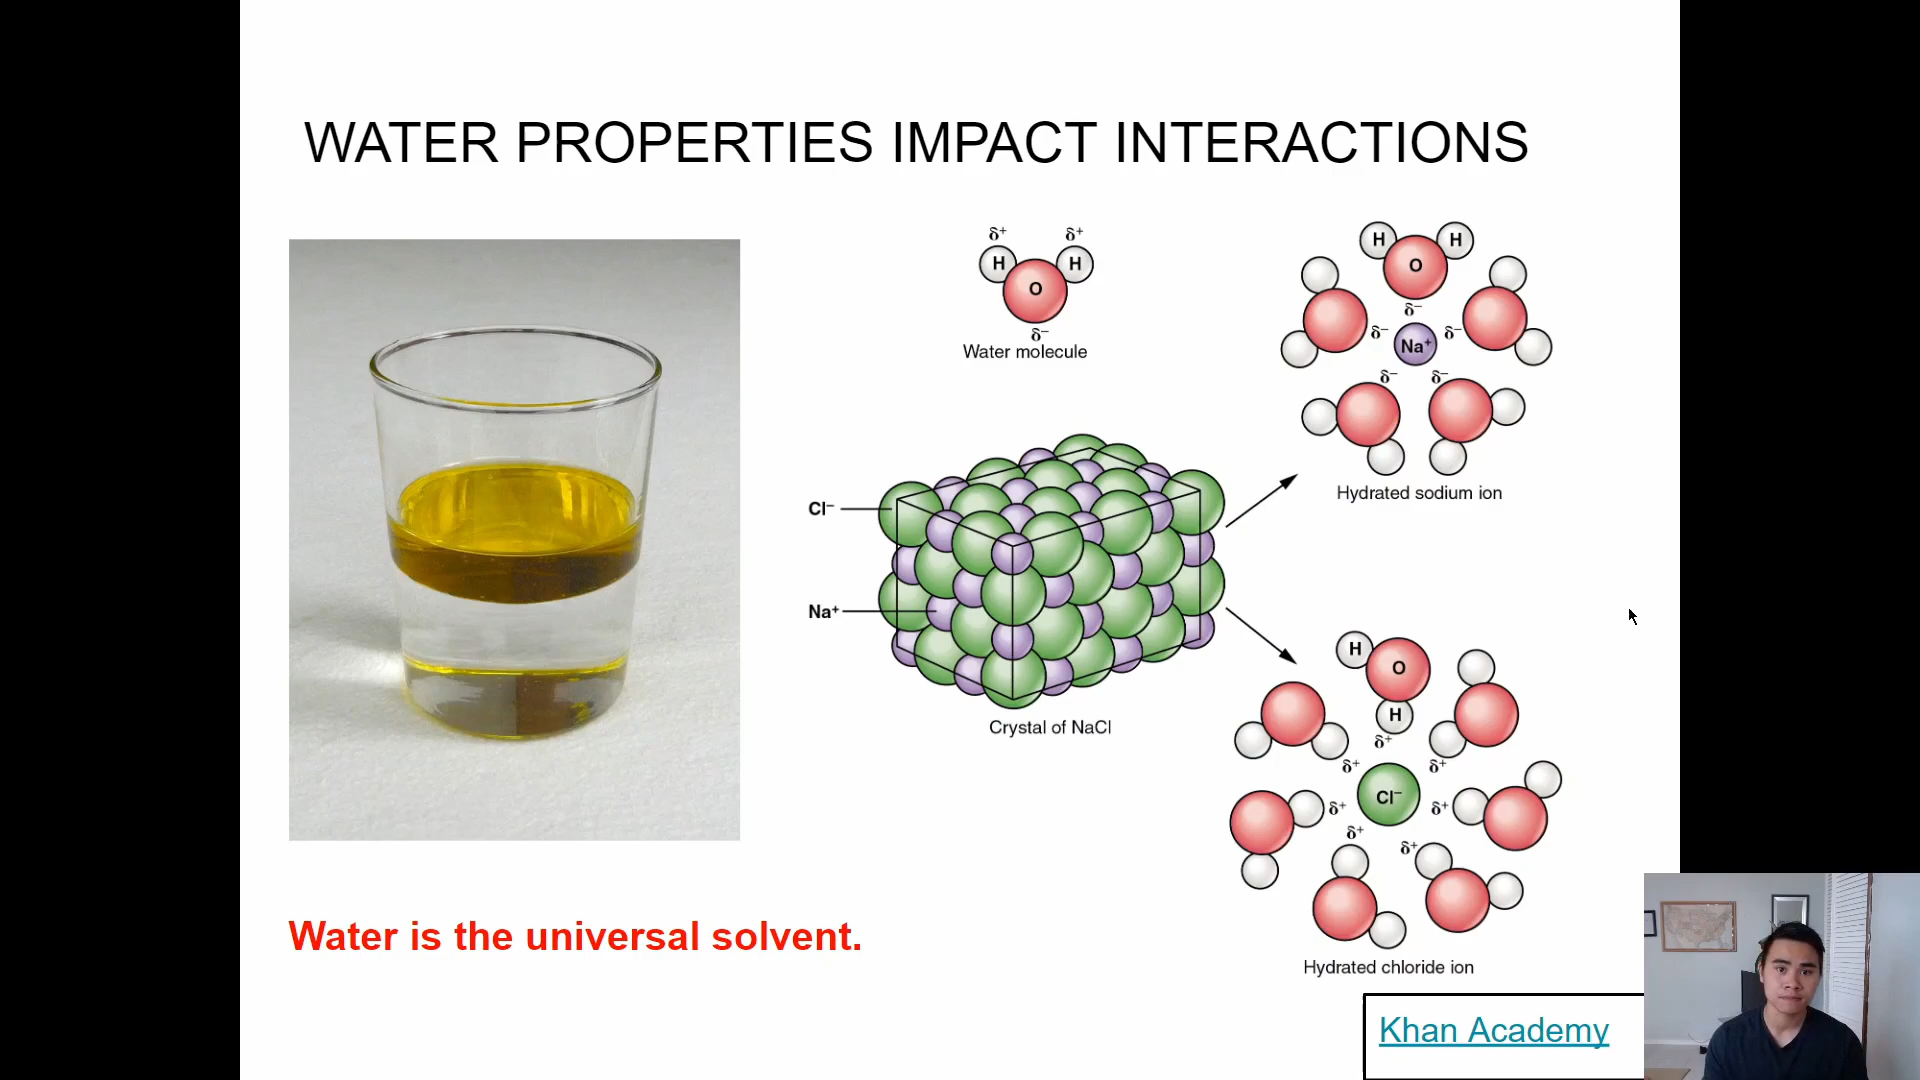 WATER PROPERTIES IMPACT INTERACTIONS
δ⁺ δ⁺
H H
O
δ⁻
Water molecule
H H
O
δ⁻
δ⁻ δ⁻
Na⁺
δ⁻ δ⁻
Hydrated sodium ion
Cl⁻
Na⁺
Crystal of NaCl
H O
H
δ⁺
δ⁺ δ⁺
Cl⁻
δ⁺ δ⁺
δ⁺
δ⁺
Hydrated chloride ion
Water is the universal solvent.
Khan Academy